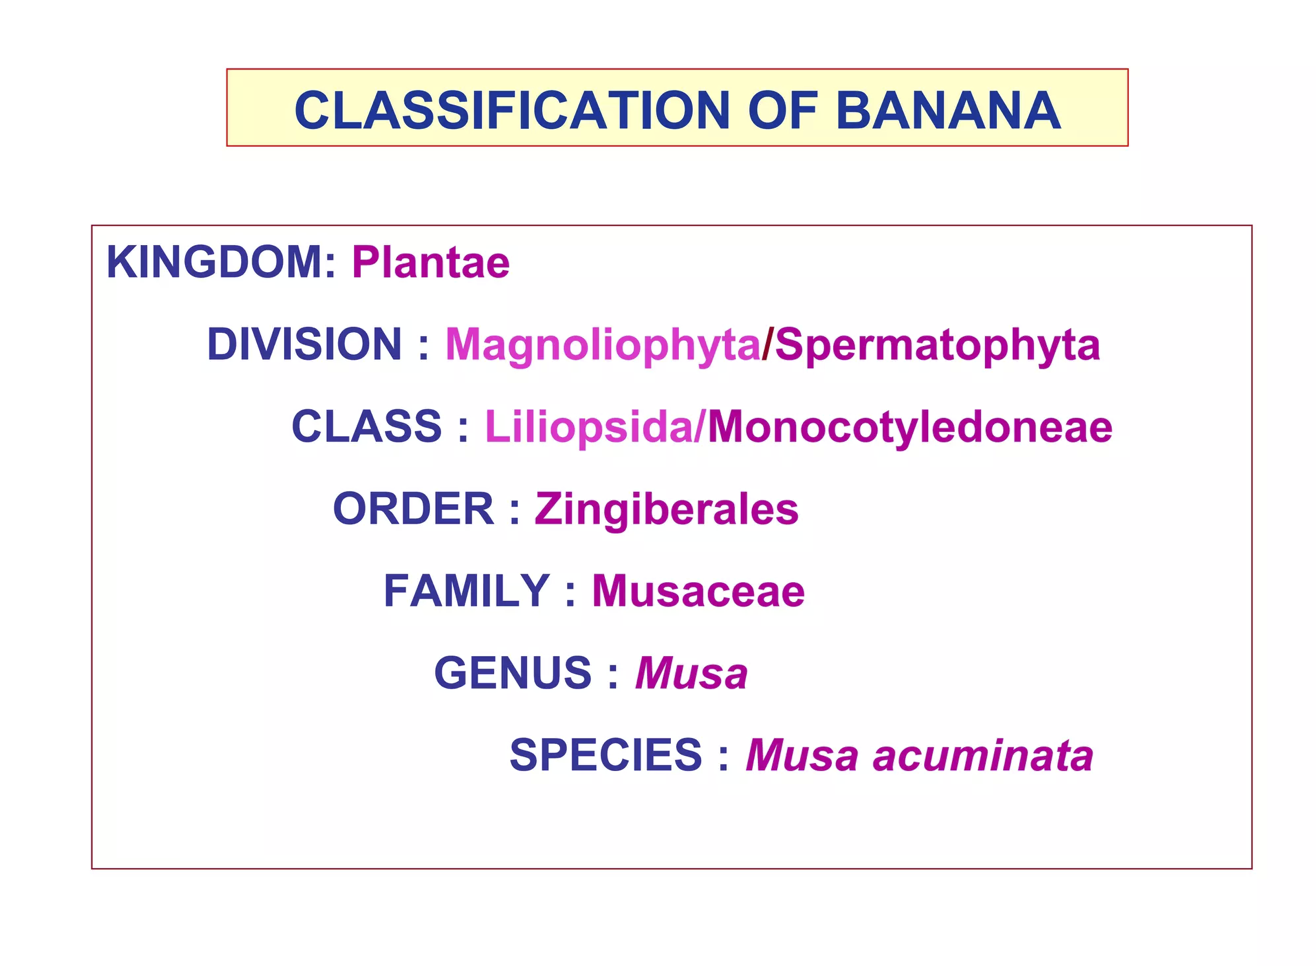 CLASSIFICATION OF BANANA
KINGDOM: Plantae
DIVISION : Magnoliophyta/Spermatophyta
CLASS : Liliopsida/Monocotyledoneae
ORDER : Zingiberales
FAMILY : Musaceae
GENUS : Musa
SPECIES : Musa acuminata